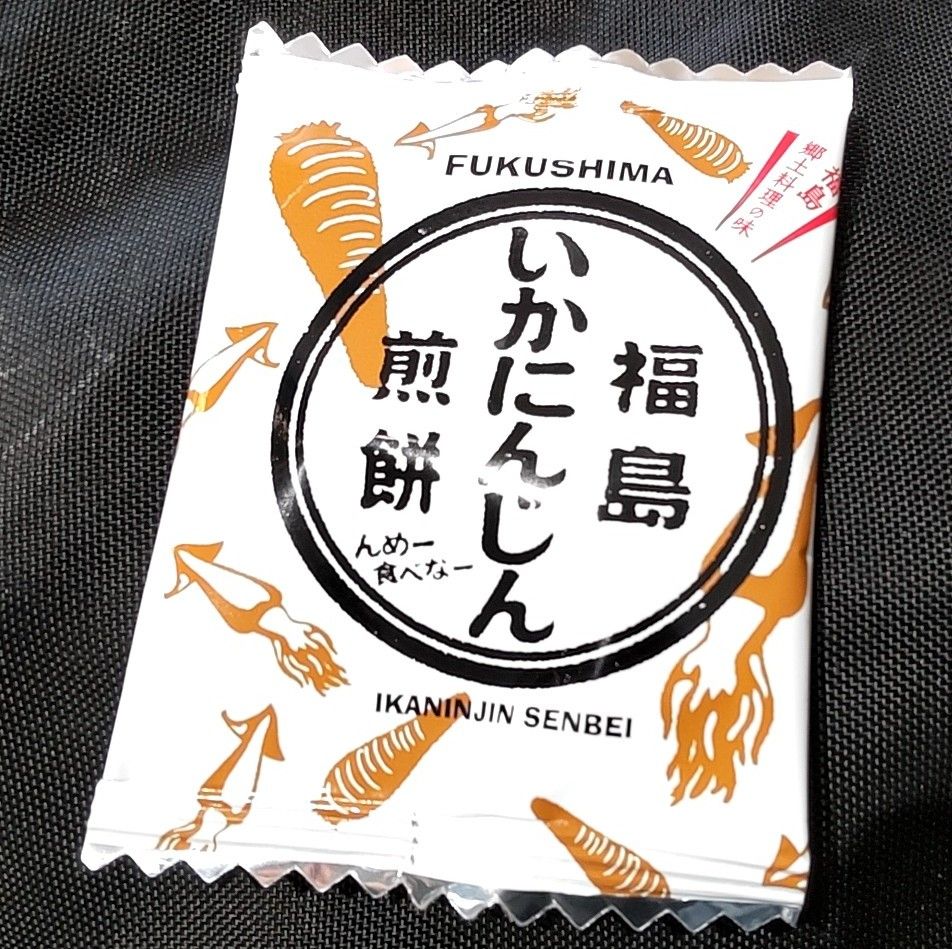 FUKUSHIMA
福島
郷土料理の味
福島
いかにんじん
煎餅
んめー
食べなー
IKANINJIN SENBEI